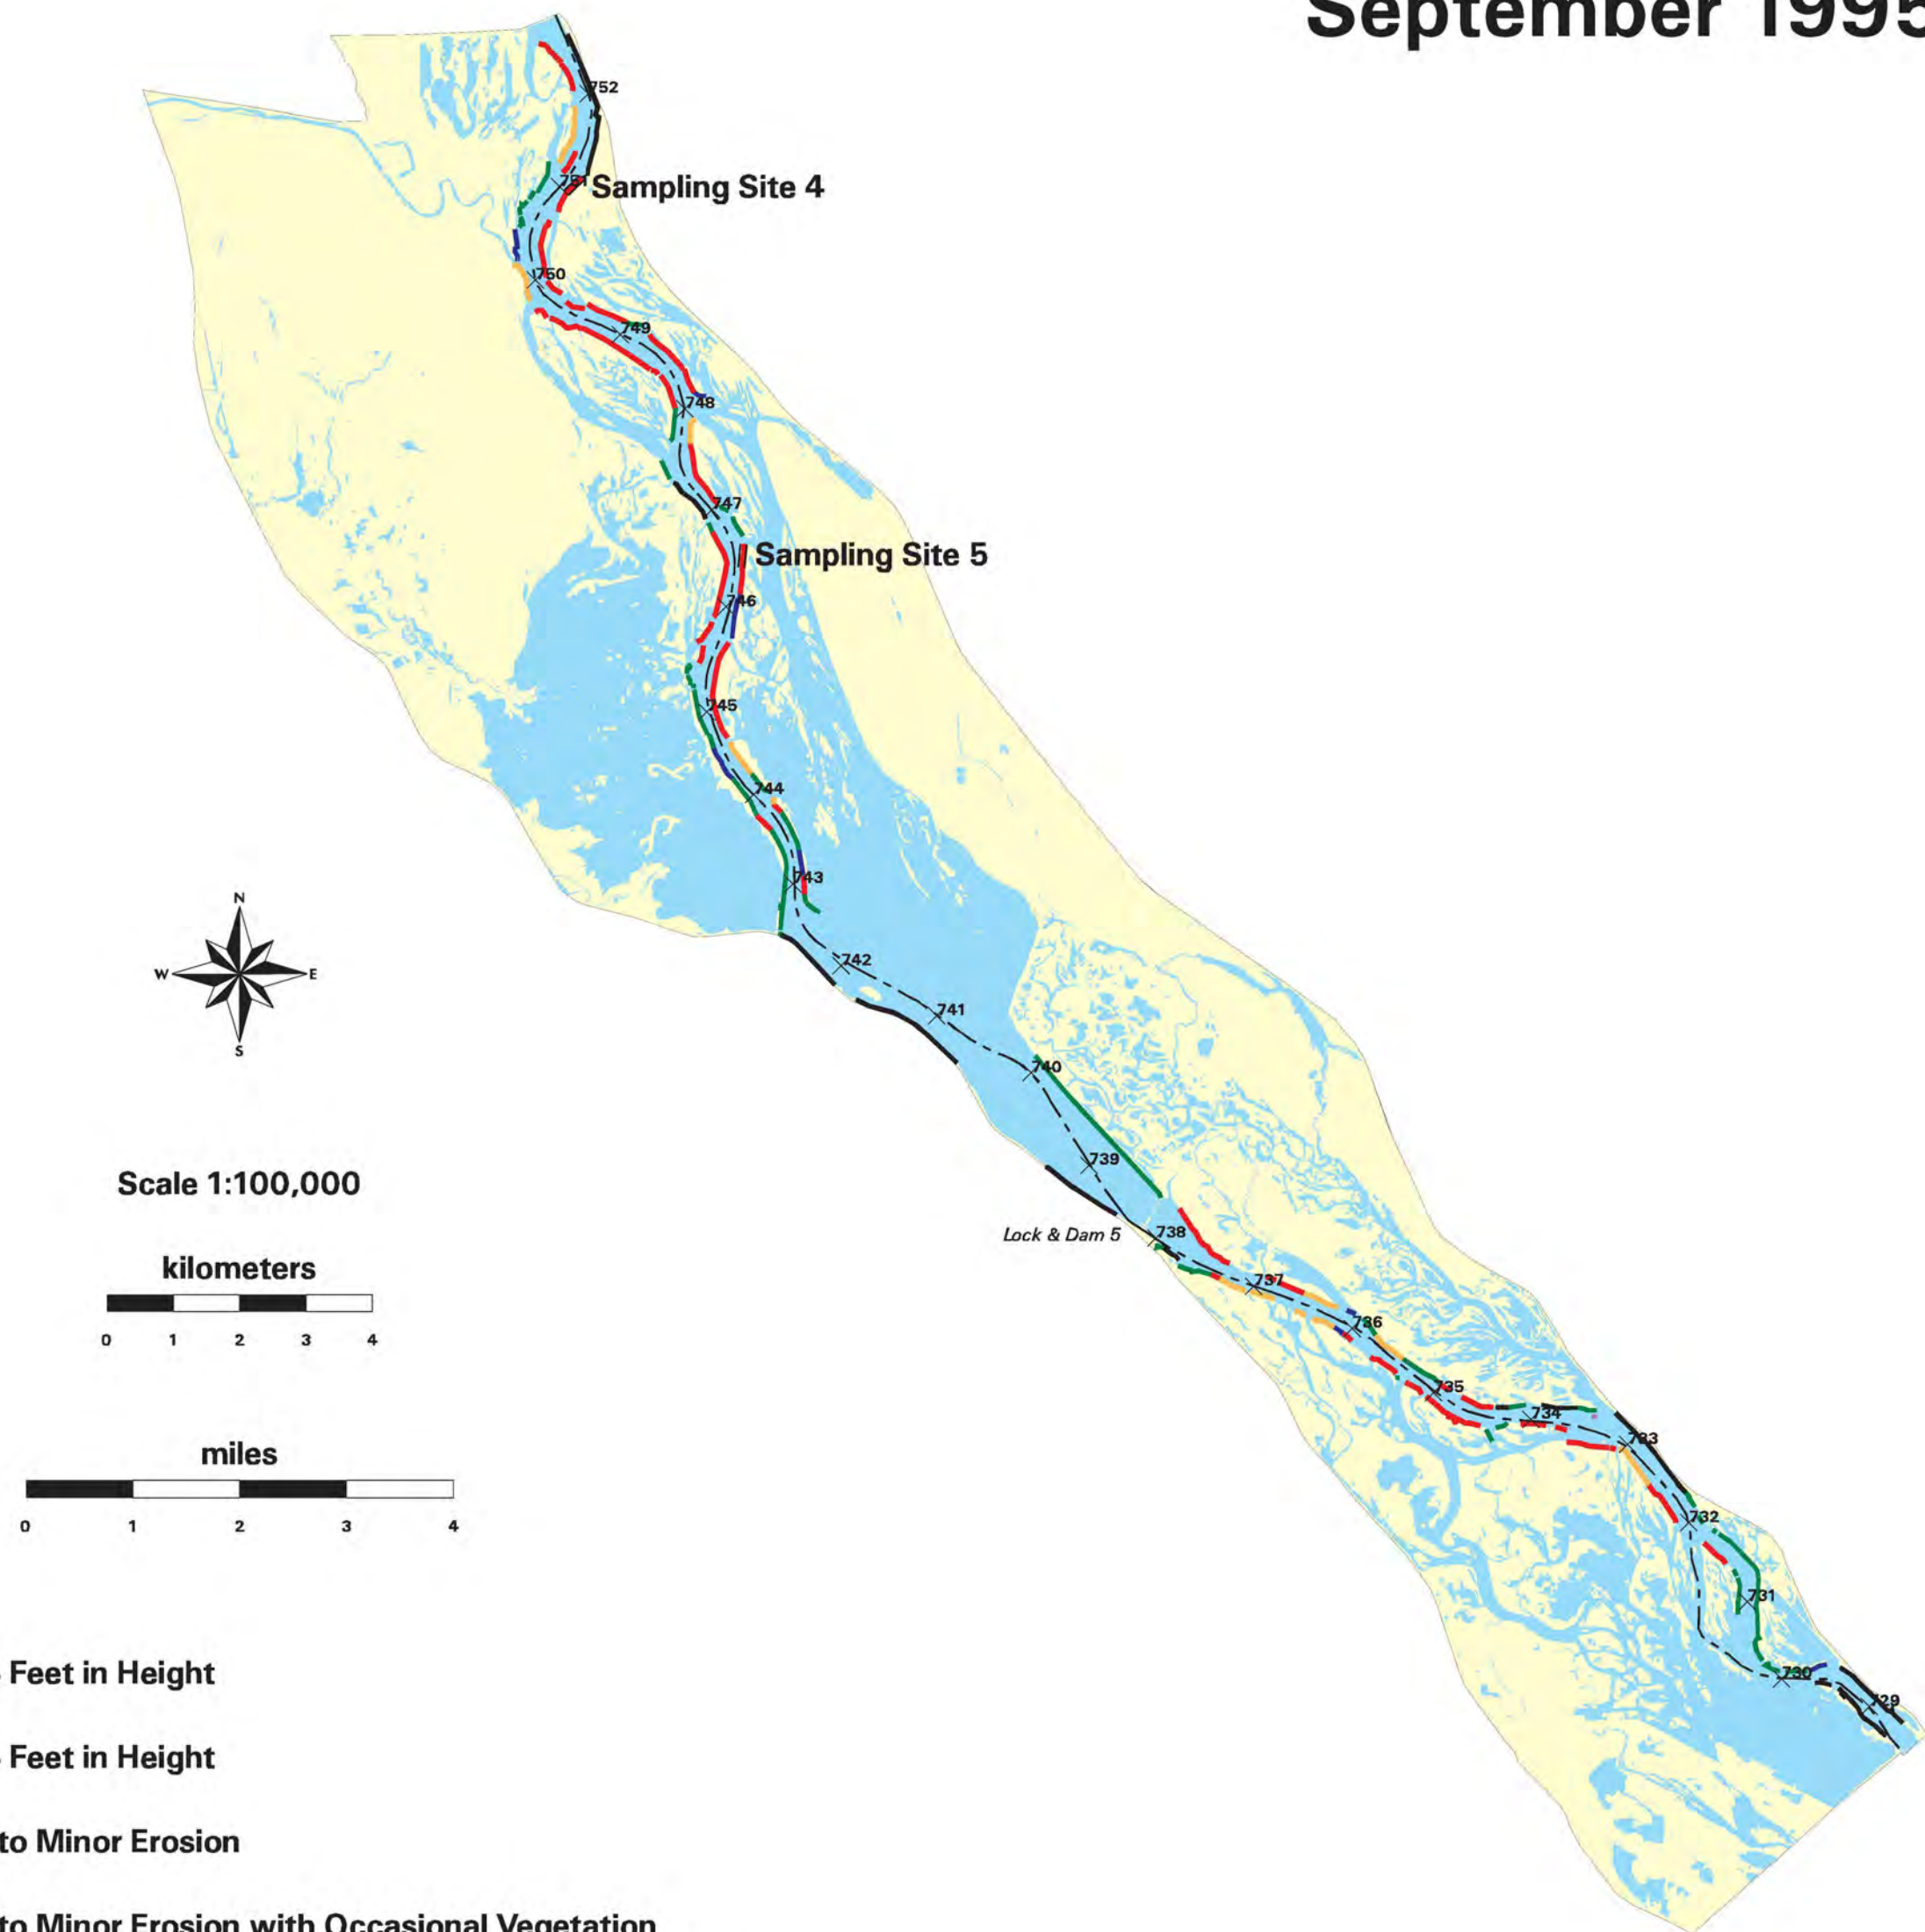 September 1995
752
751
Sampling Site 4
750
749
748
747
Sampling Site 5
746
745
744
743
N
W E
S
742
741
740
739
Lock & Dam 5
738
737
736
735
734
733
732
731
730
729
Scale 1:100,000
kilometers
0 1 2 3 4
miles
0 1 2 3 4
Feet in Height
Feet in Height
to Minor Erosion
to Minor Erosion with Occasional Vegetation